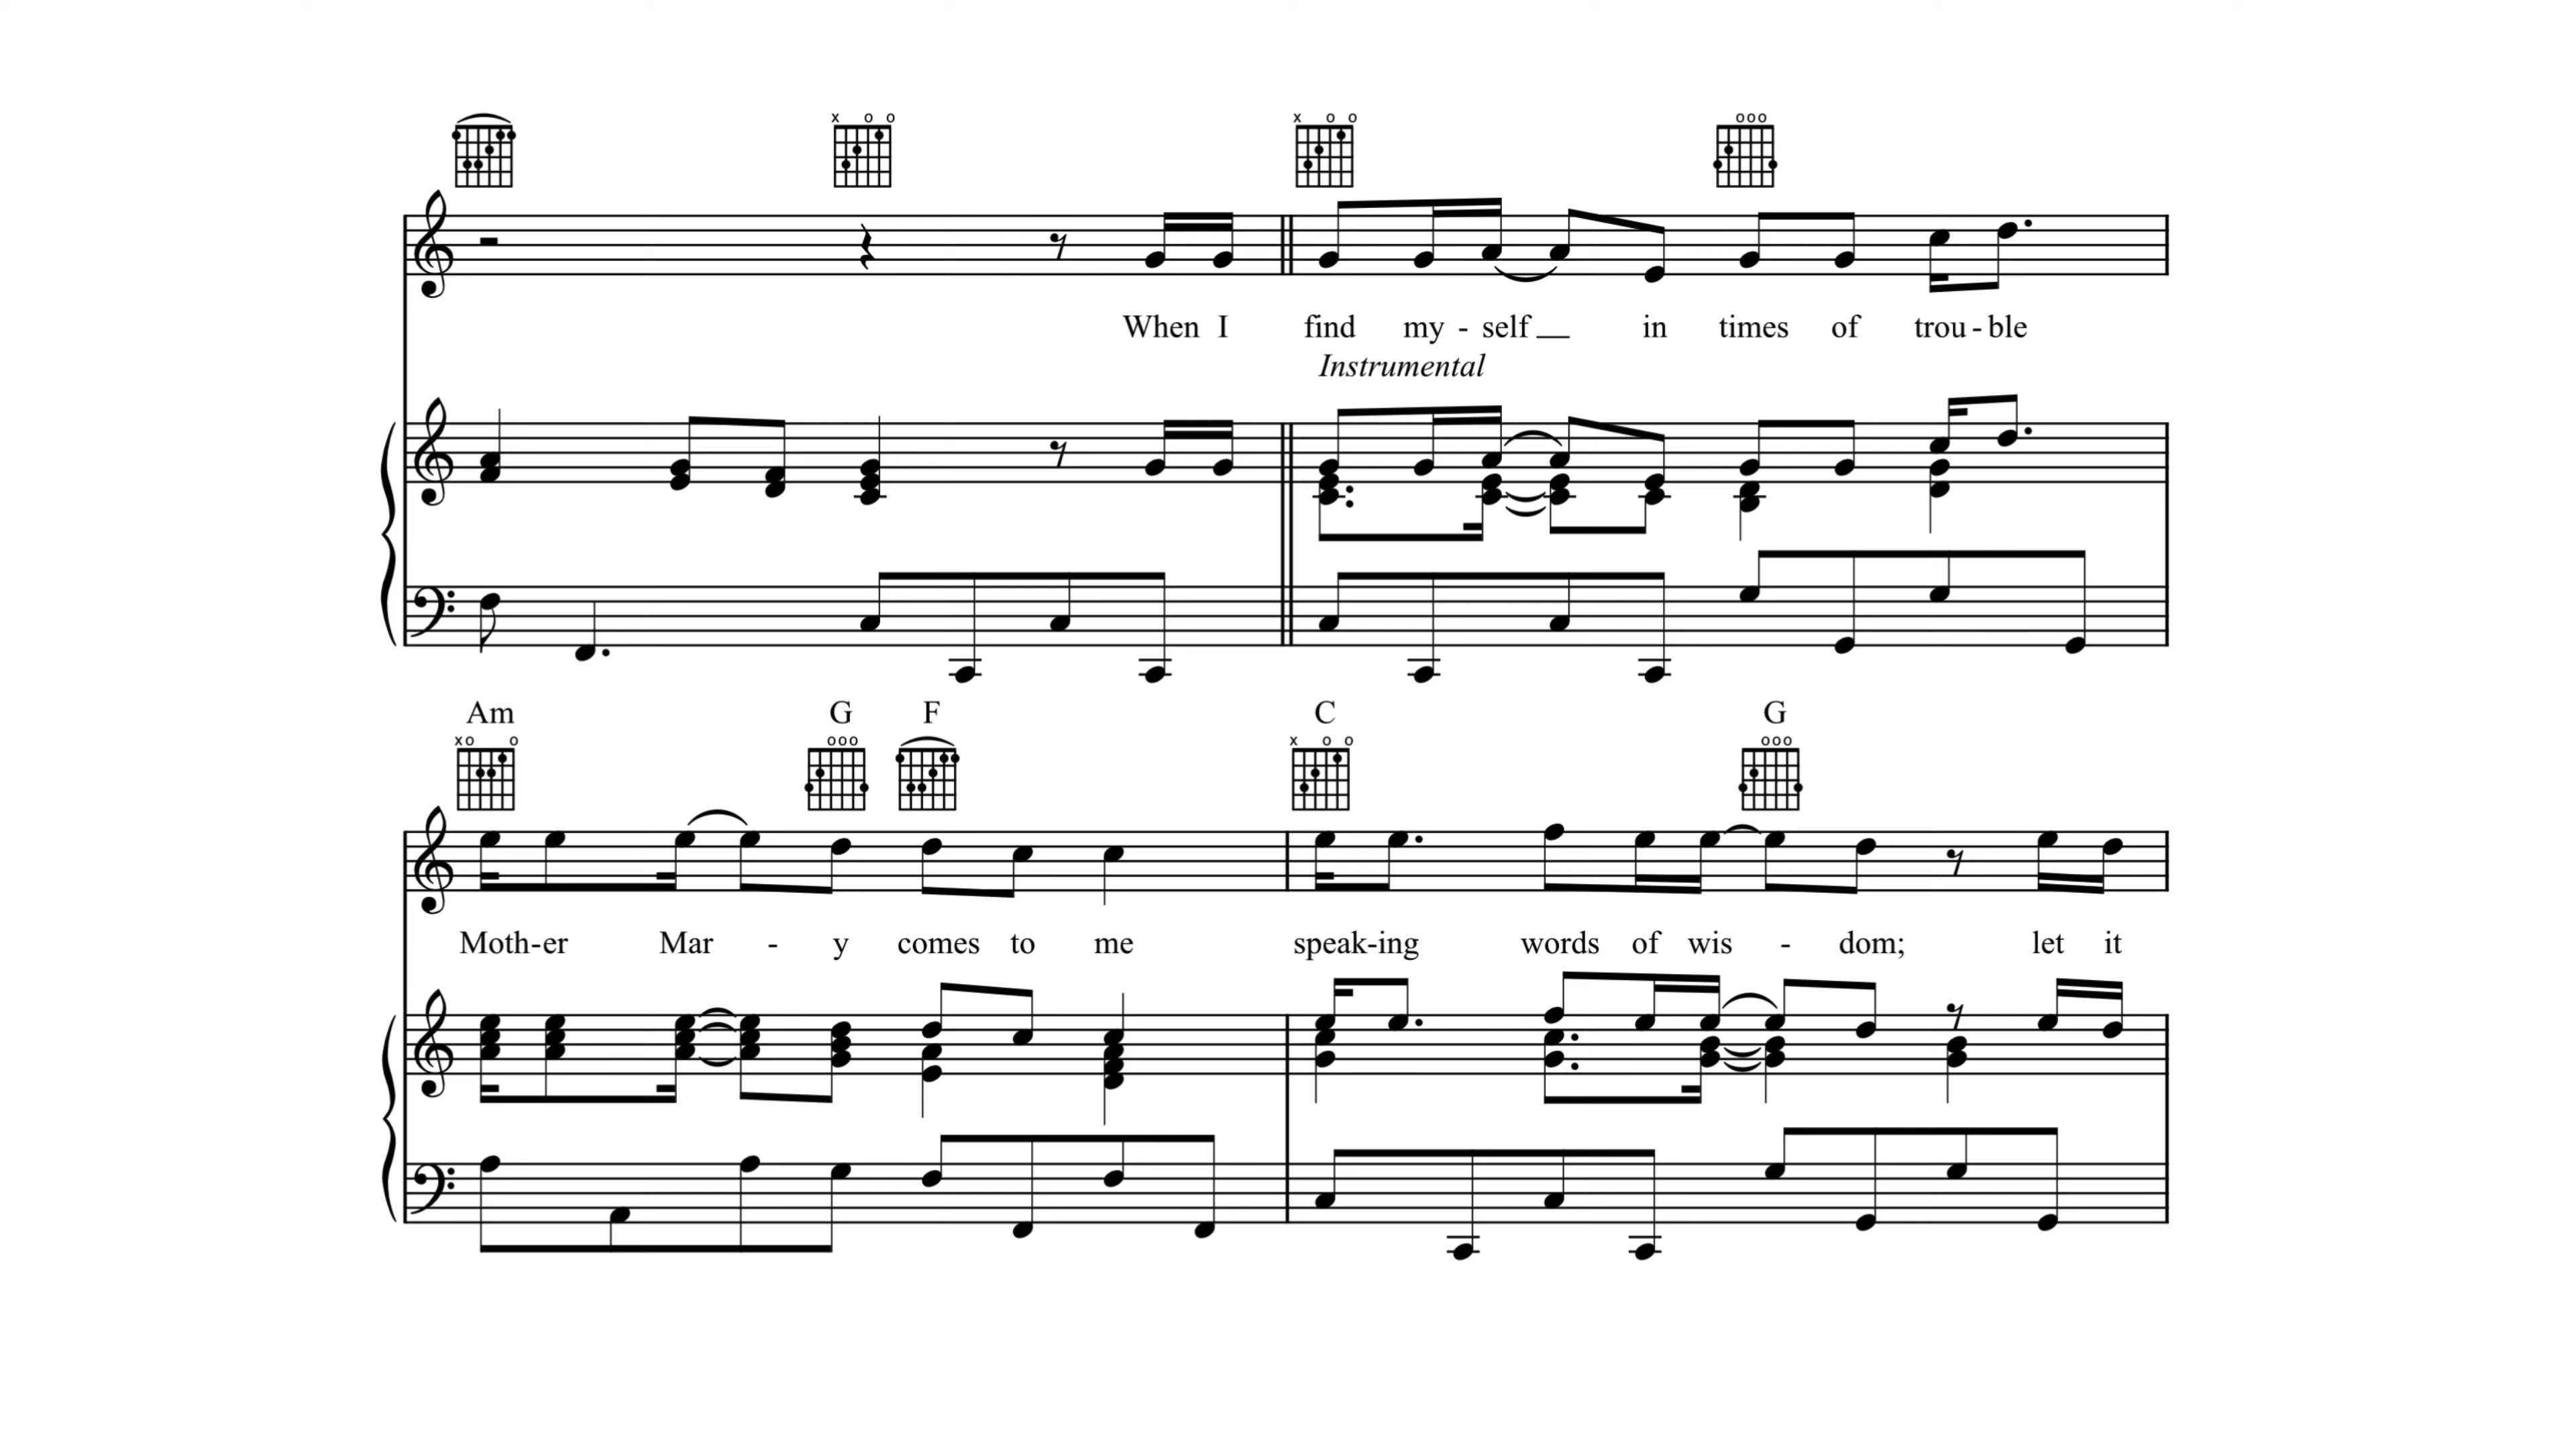 When I find my - self in times of trou - ble
Instrumental
Am G F C G
Moth - er Mar - y comes to me speak - ing words of wis - dom; let it